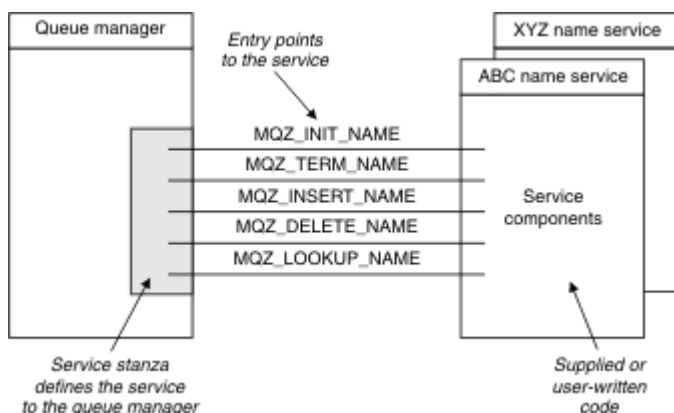 Queue manager
Entry points
to the service
XYZ name service
ABC name service
MQZ_INIT_NAME
MQZ_TERM_NAME
MQZ_INSERT_NAME
MQZ_DELETE_NAME
MQZ_LOOKUP_NAME
Service
components
Service stanza
defines the service
to the queue manager
Supplied or
user-written
code